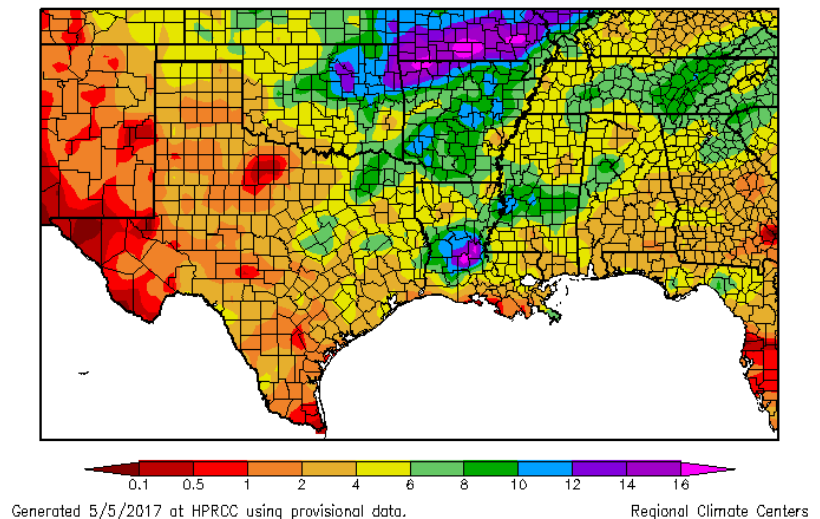 0.1 0.5 1 2 4 6 8 10 12 14 16
Generated 5/5/2017 at HPRCC using provisional data. Regional Climate Centers